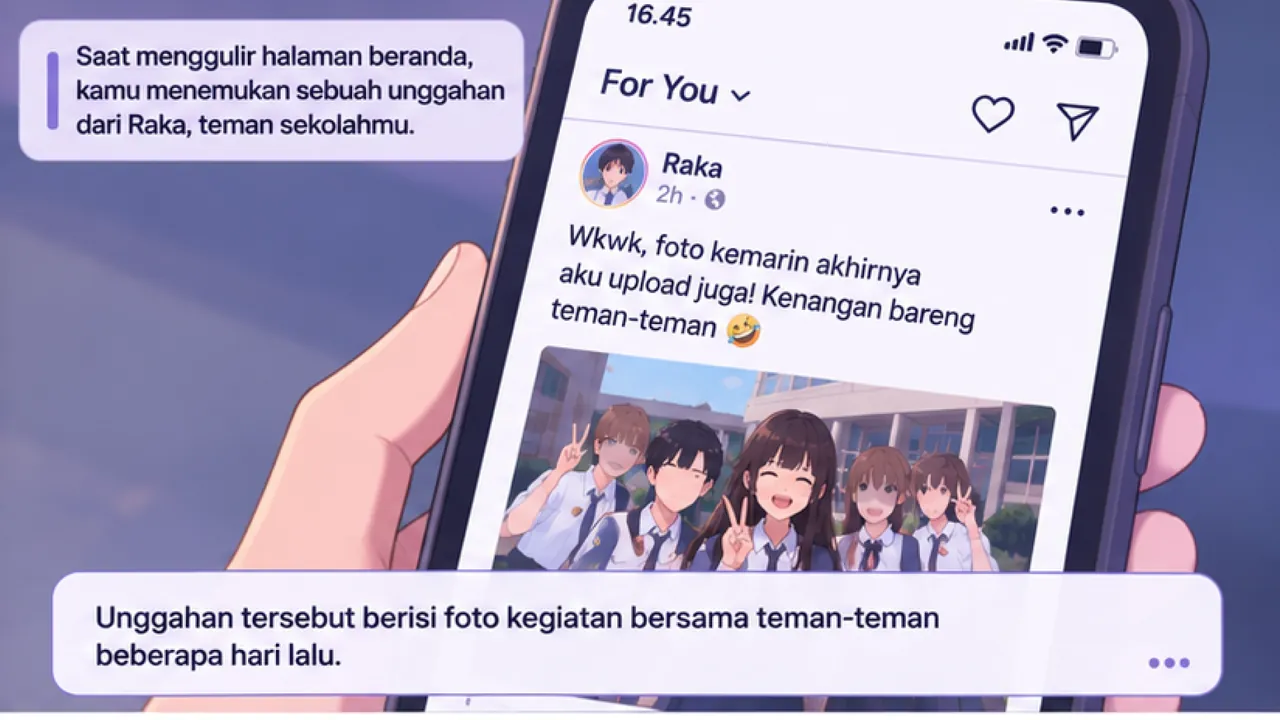 Saat menggulir halaman beranda,
kamu menemukan sebuah unggahan
dari Raka, teman sekolahmu.
16.45
For You
Raka
2h ·
Wkwk, foto kemarin akhirnya
aku upload juga! Kenangan bareng
teman-teman 🤣
Unggahan tersebut berisi foto kegiatan bersama teman-teman
beberapa hari lalu.